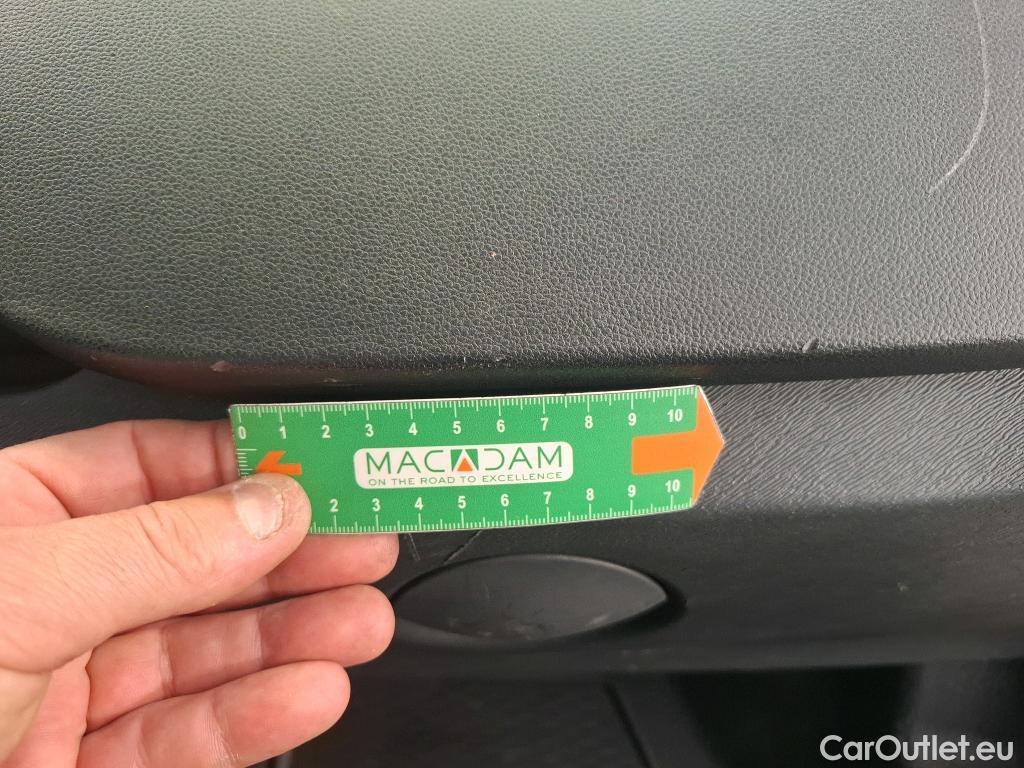 0 1 2 3 4 5 6 7 8 9 10
MACADAM
ON THE ROAD TO EXCELLENCE
2 3 4 5 6 7 8 9 10
CarOutlet.eu